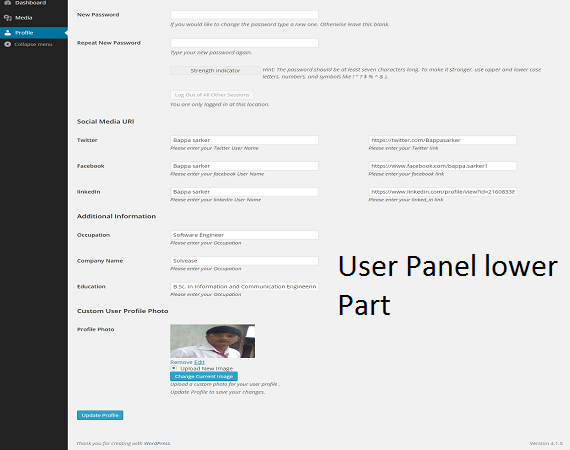 Dashboard
Media
Profile
Collapse menu
New Password
If you would like to change the password type a new one. Otherwise leave this blank.
Repeat New Password
Type your new password again.
Strength indicator
Hint: The password should be at least seven characters long. To make it stronger, use upper and lower case
letters, numbers, and symbols like ! " ? $ % ^ & ).
Log Out of All Other Sessions
You are only logged in at this location.
Social Media URl
Twitter
Bappa sarker
https://twitter.com/Bappasarker
Please enter your Twitter User Name
Please enter your Twitter link
Facebook
Bappa sarker
https://www.facebook.com/bappa.sarker1
Please enter your facebook User Name
Please enter your facebook link
linkedIn
Bappa sarker
https://www.linkedin.com/profile/view?id=2160833
Please enter your linkedin User Name
Please enter your linked_in link
Additional Information
Occupation
Software Engineer
Please enter your Occupation
Company Name
Solvease
Please enter your Occupation
Education
B.Sc. in Information and Communication Engineerin
Please enter your Occupation
User Panel lower
Part
Custom User Profile Photo
Profile Photo
Remove Edit
Upload New Image
Change Current Image
Upload a custom photo for your user profile .
Update Profile to save your changes.
Update Profile
Thank you for creating with WordPress.
Version 4.1.5